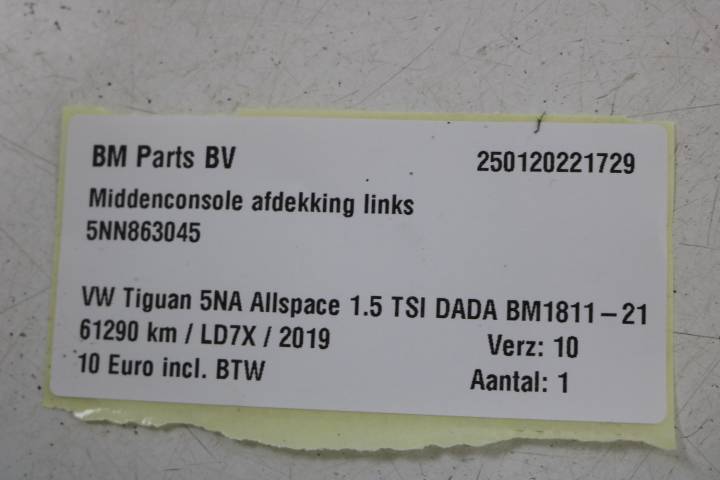 BM Parts BV 250120221729
Middenconsole afdekking links
5NN863045
VW Tiguan 5NA Allspace 1.5 TSI DADA BM1811-21
61290 km / LD7X / 2019 Verz: 10
10 Euro incl. BTW Aantal: 1